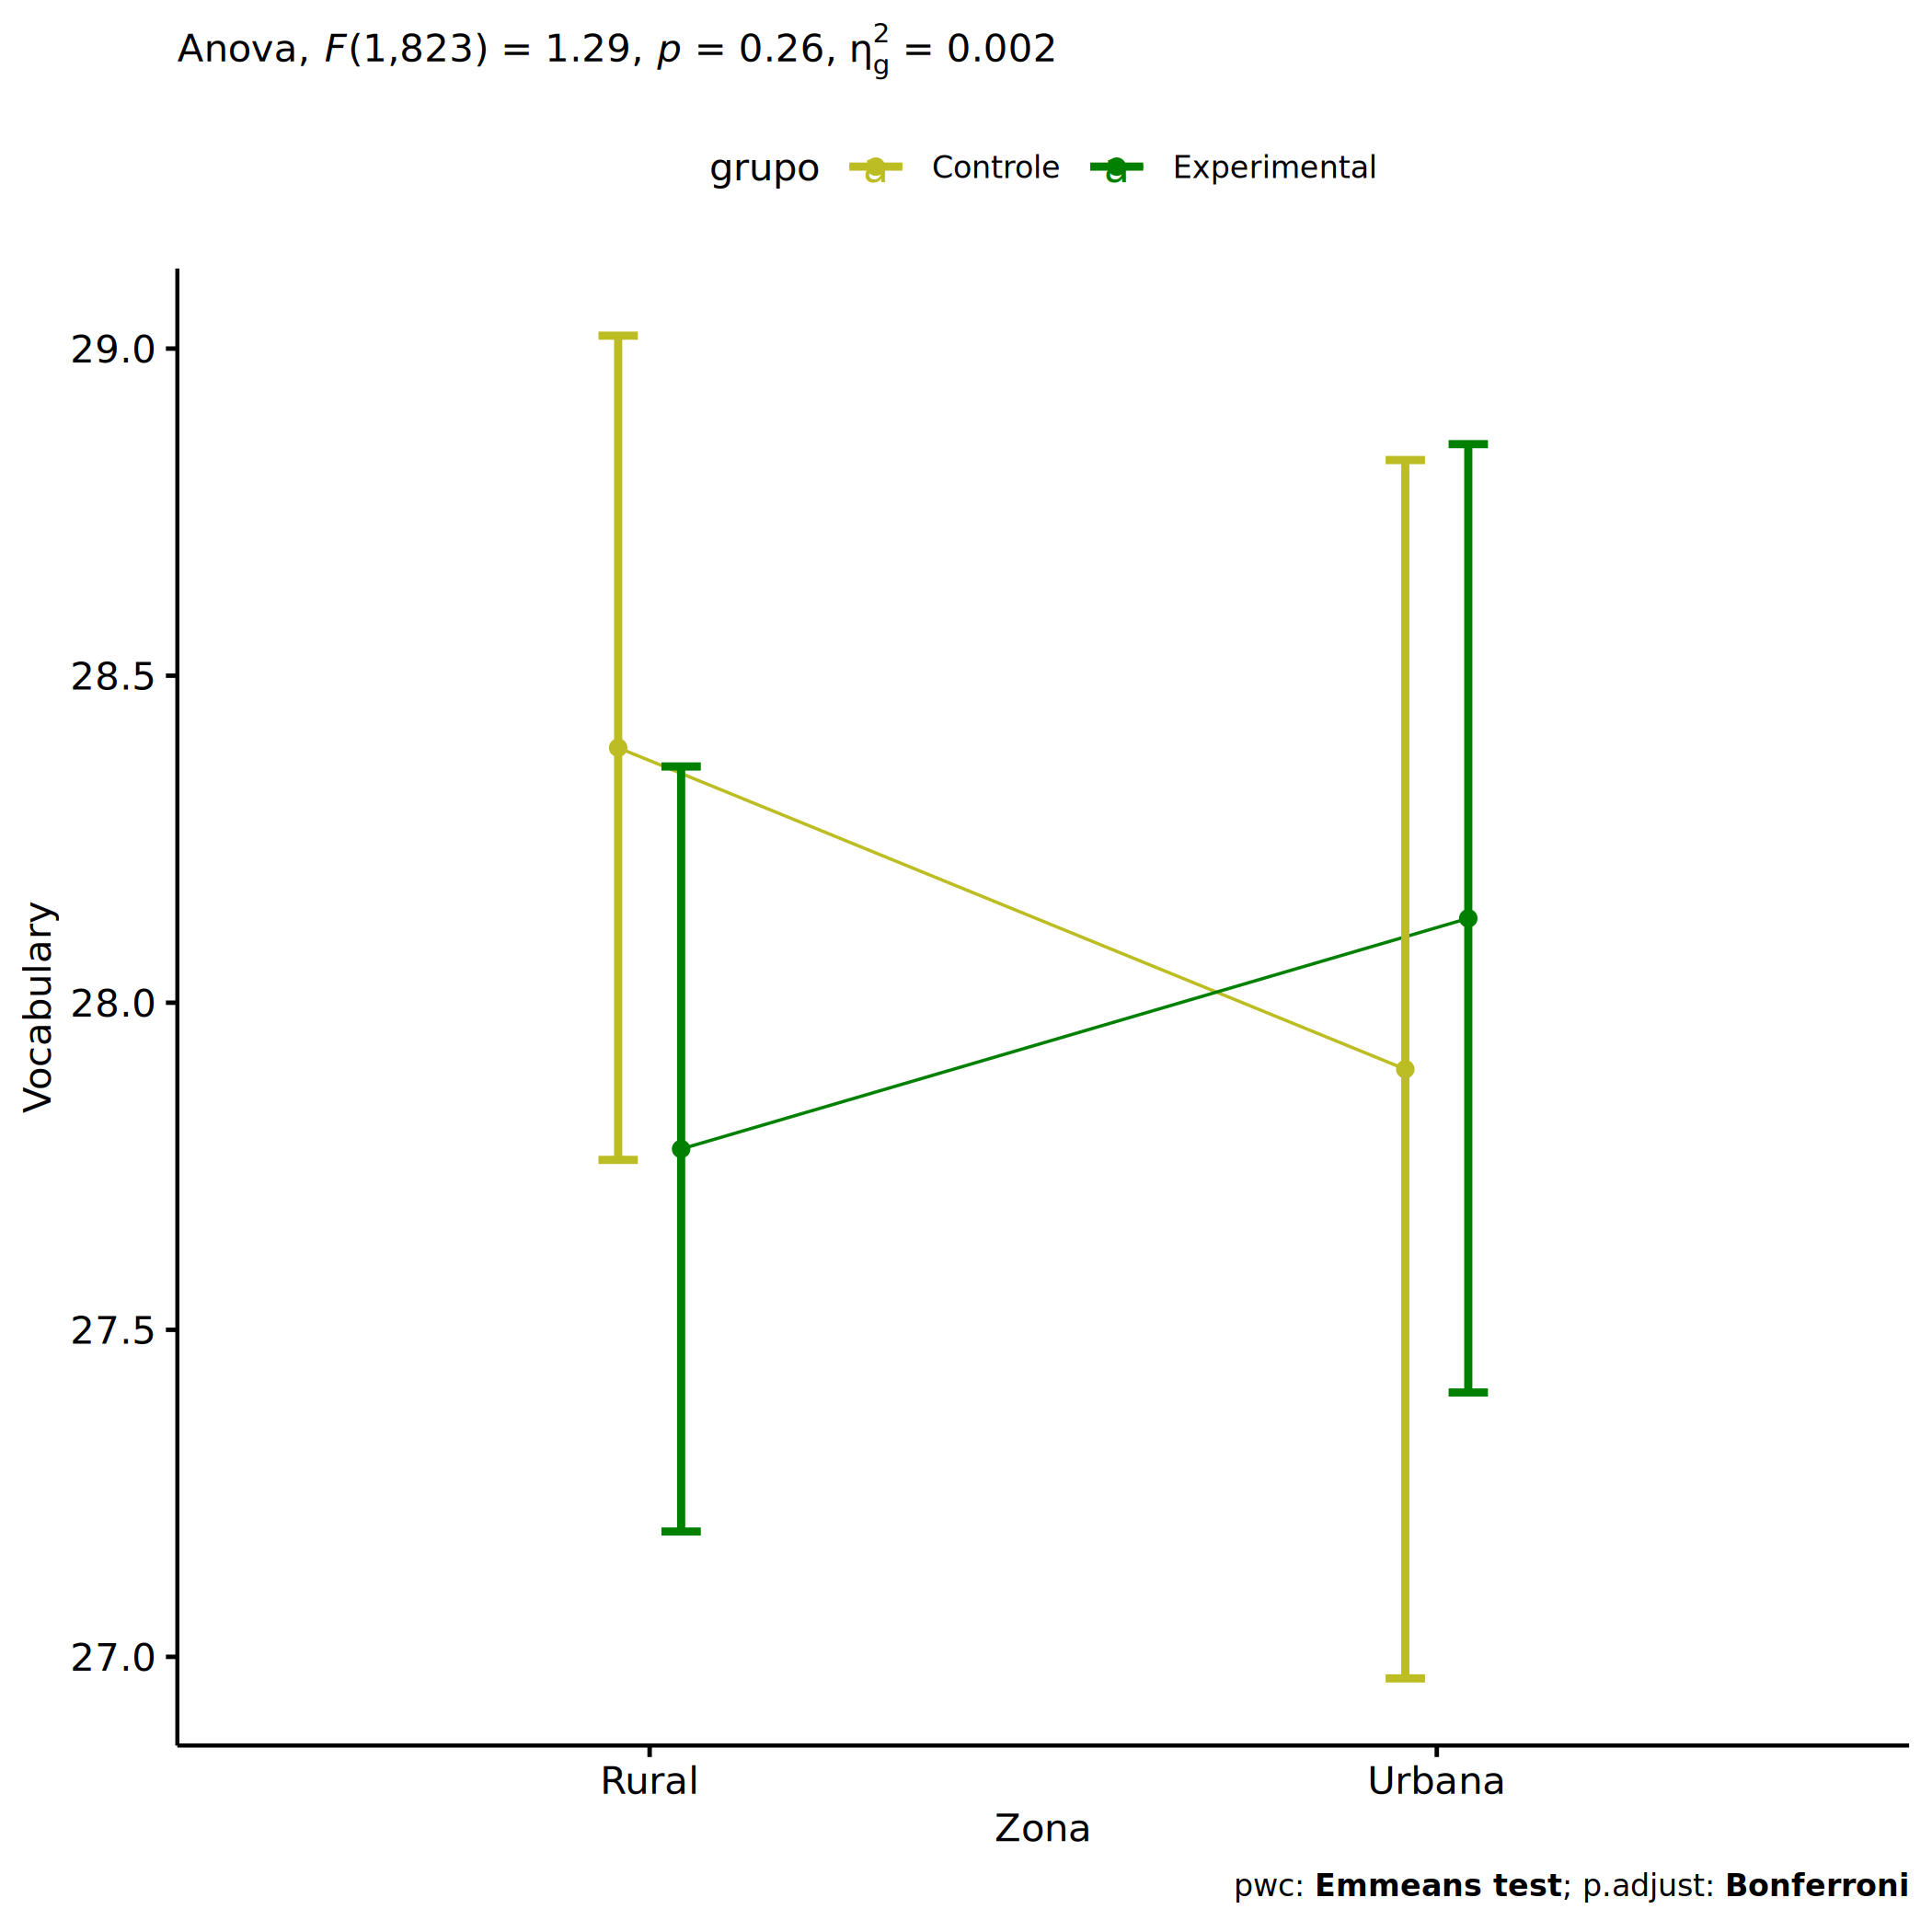 Anova, F(1,823) = 1.29, p = 0.26, η²g = 0.002
grupo a Controle a Experimental
29.0
28.5
28.0
27.5
27.0
Vocabulary
Rural Urbana
Zona
pwc: Emmeans test; p.adjust: Bonferroni